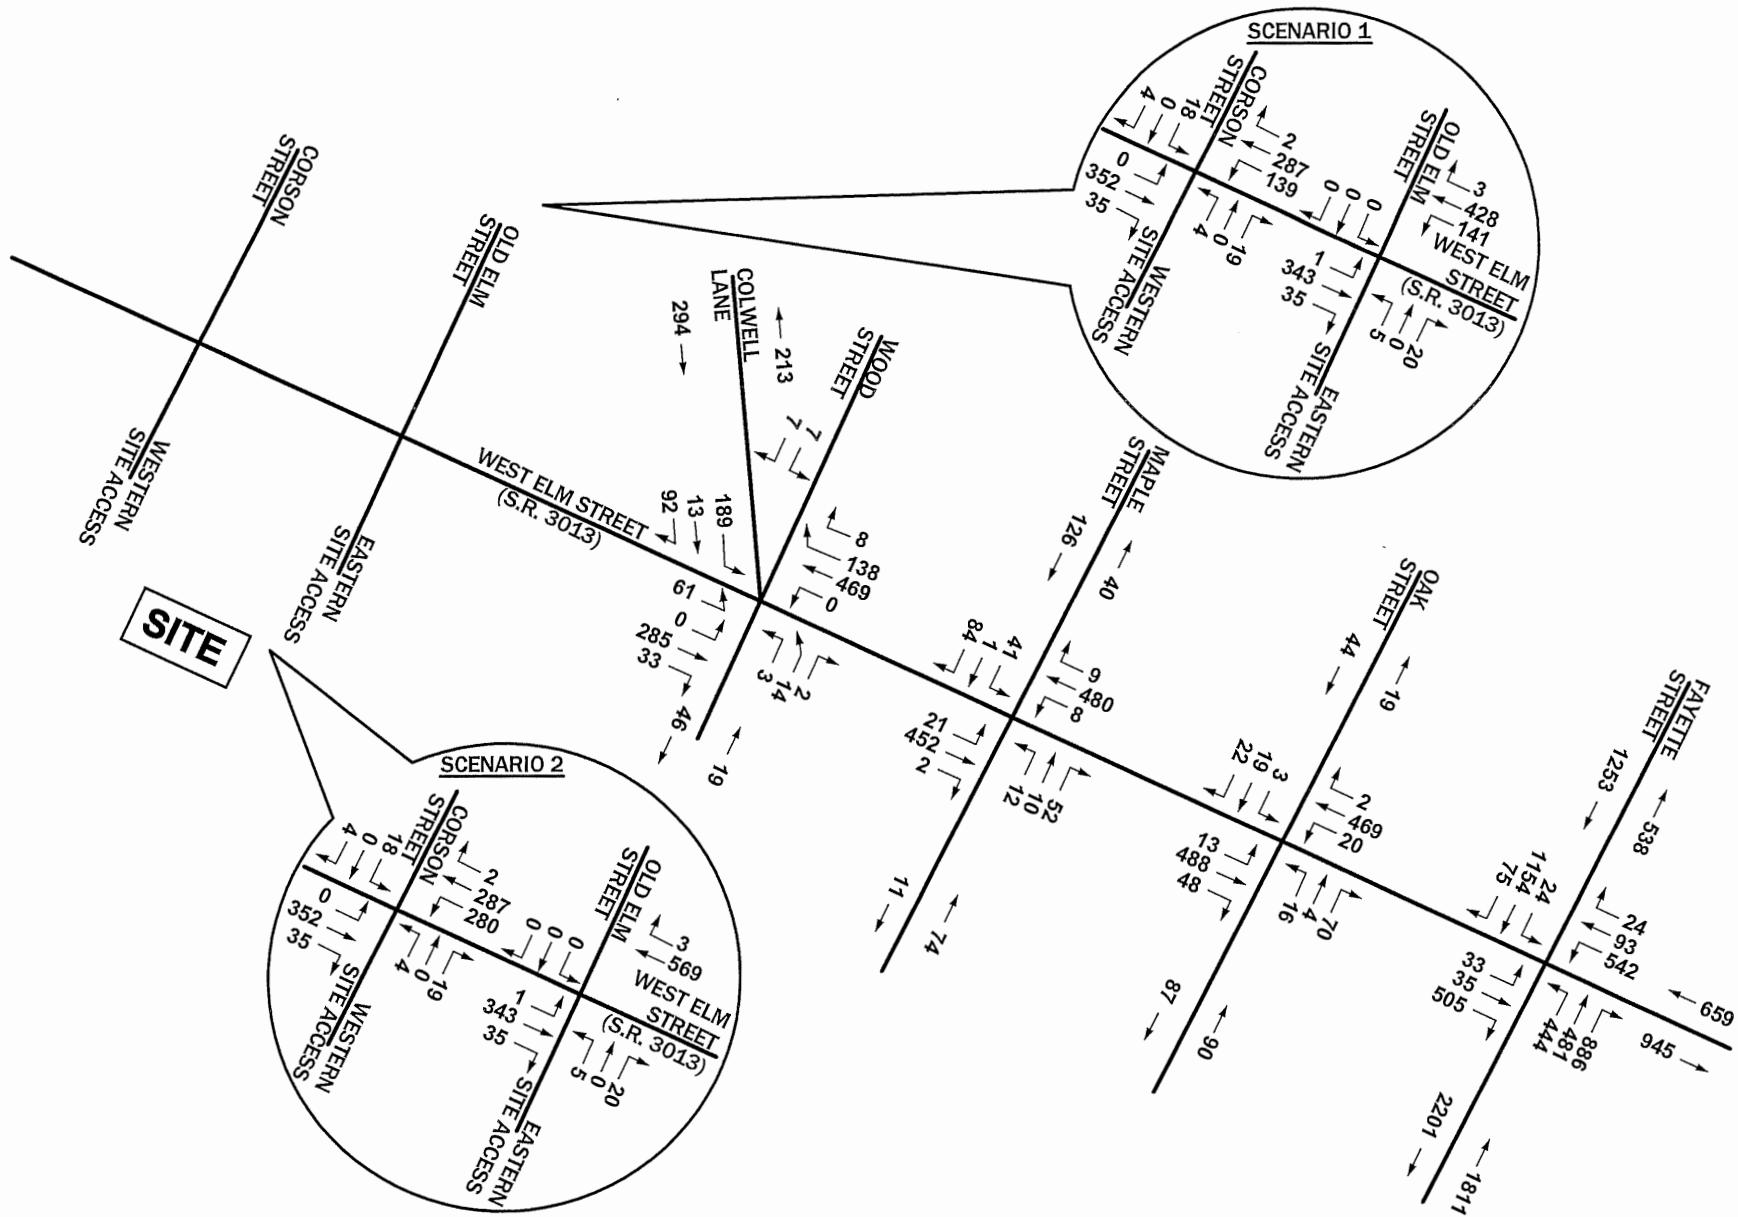 SCENARIO 1
CORSON
STREET
OLD ELM
STREET
4
0
18
2
287
139
0
352
35
4
0
19
WESTERN
SITE ACCESS
0
0
0
3
428
141
WEST ELM
STREET
(S.R. 3013)
1
343
35
5
0
20
EASTERN
SITE ACCESS
CORSON
STREET
WESTERN
SITE ACCESS
OLD ELM
STREET
EASTERN
SITE ACCESS
WEST ELM STREET
(S.R. 3013)
SITE
COLWELL
LANE
294
213
WOOD
STREET
7
7
92
13
189
8
138
469
0
61
0
285
33
3
14
2
46
19
MAPLE
STREET
126
40
84
1
41
9
480
8
21
452
2
12
10
52
11
74
OAK
STREET
44
19
22
19
3
2
469
20
13
488
48
16
4
70
87
90
FAYETTE
STREET
1253
538
75
1154
24
24
93
542
33
35
505
444
481
886
659
945
2201
1811
SCENARIO 2
CORSON
STREET
OLD ELM
STREET
4
0
18
2
287
280
0
352
35
4
0
19
WESTERN
SITE ACCESS
0
0
0
3
569
WEST ELM
STREET
(S.R. 3013)
1
343
35
5
0
20
EASTERN
SITE ACCESS